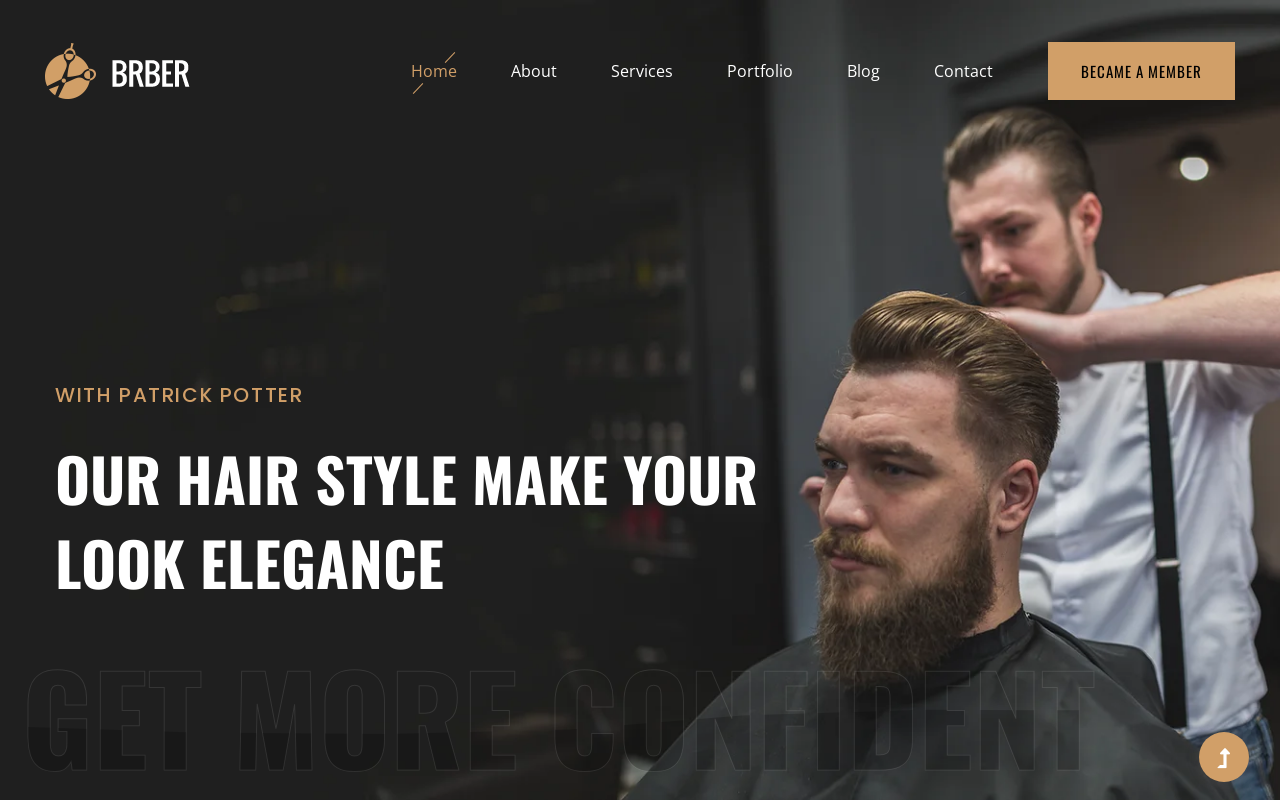 BRBER
Home
About
Services
Portfolio
Blog
Contact
BECAME A MEMBER
WITH PATRICK POTTER
OUR HAIR STYLE MAKE YOUR
LOOK ELEGANCE
GET MORE CONFIDENT